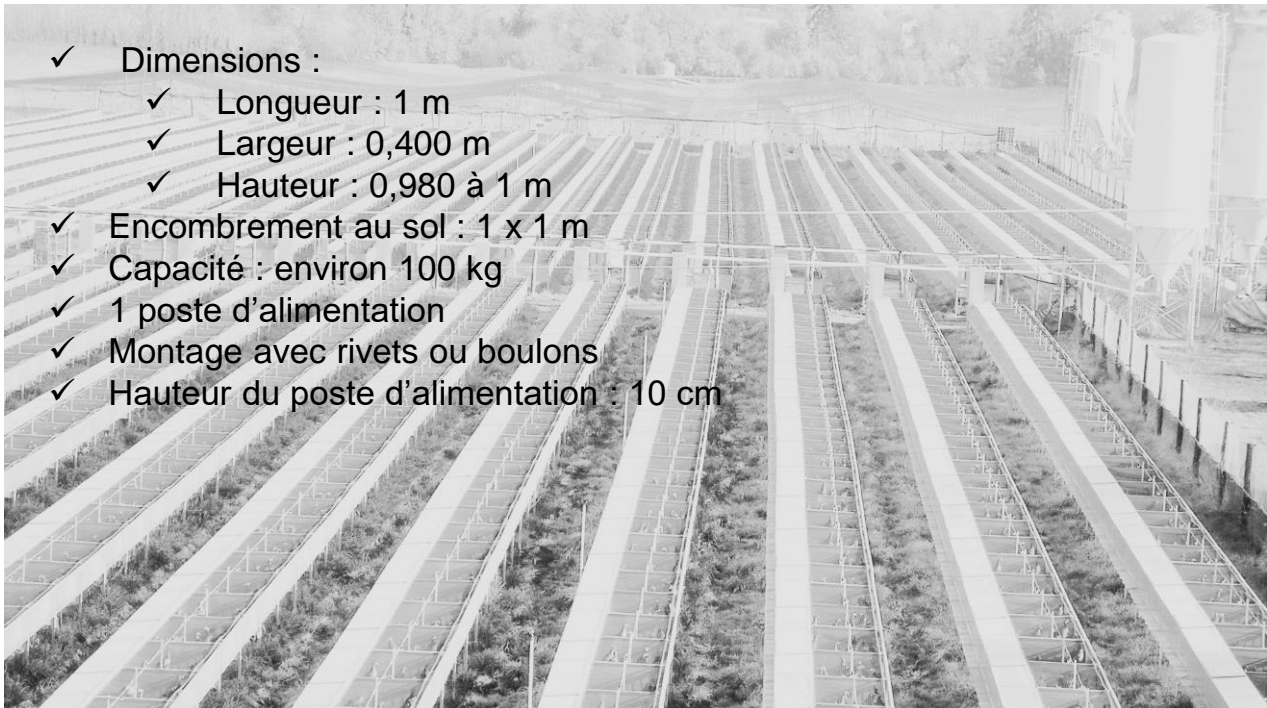 ✓ Dimensions :
✓ Longueur : 1 m
✓ Largeur : 0,400 m
✓ Hauteur : 0,980 à 1 m
✓ Encombrement au sol : 1 x 1 m
✓ Capacité : environ 100 kg
✓ 1 poste d’alimentation
✓ Montage avec rivets ou boulons
✓ Hauteur du poste d’alimentation : 10 cm